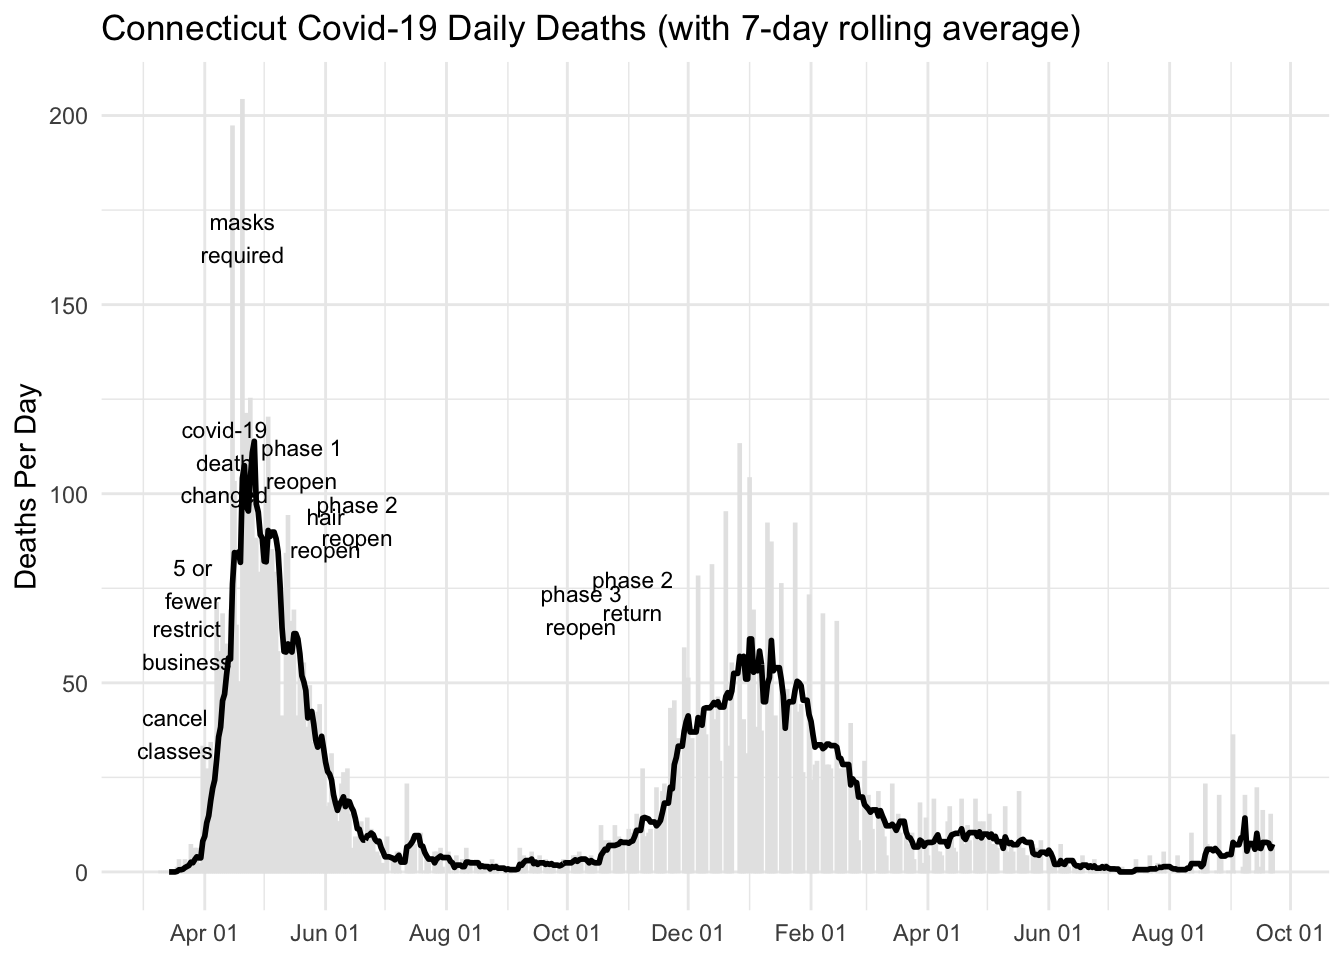 Connecticut Covid-19 Daily Deaths (with 7-day rolling average)
Deaths Per Day
200
150
100
50
0
masks
required
covid-19
death
changed
phase 1
reopen
phase 2
reopen
hair
reopen
5 or
fewer
restrict
business
cancel
classes
phase 3
reopen
phase 2
return
Apr 01
Jun 01
Aug 01
Oct 01
Dec 01
Feb 01
Apr 01
Jun 01
Aug 01
Oct 01